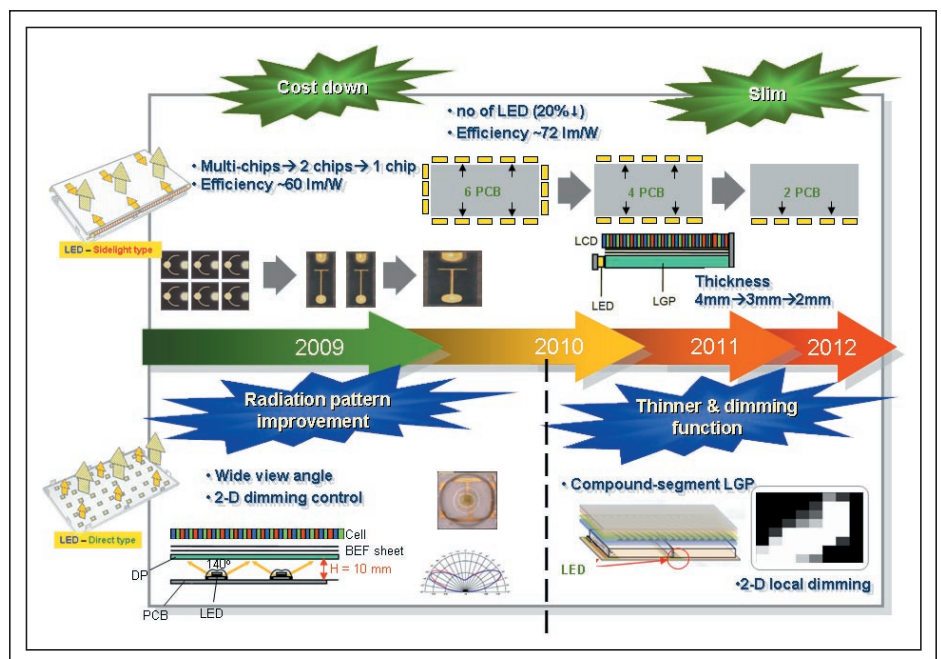 Cost down
Slim
• no of LED (20%↓)
• Efficiency ~72 lm/W
• Multi-chips→ 2 chips→ 1 chip
• Efficiency ~60 lm/W
6 PCB
4 PCB
2 PCB
LED – Sidelight type
LCD
LED
LGP
Thickness
4mm→3mm→2mm
2009
2010
2011
2012
Radiation pattern
improvement
Thinner & dimming
function
• Wide view angle
• 2-D dimming control
• Compound-segment LGP
LED – Direct type
Cell
BEF sheet
DP
140º
H = 10 mm
PCB
LED
LED
•2-D local dimming